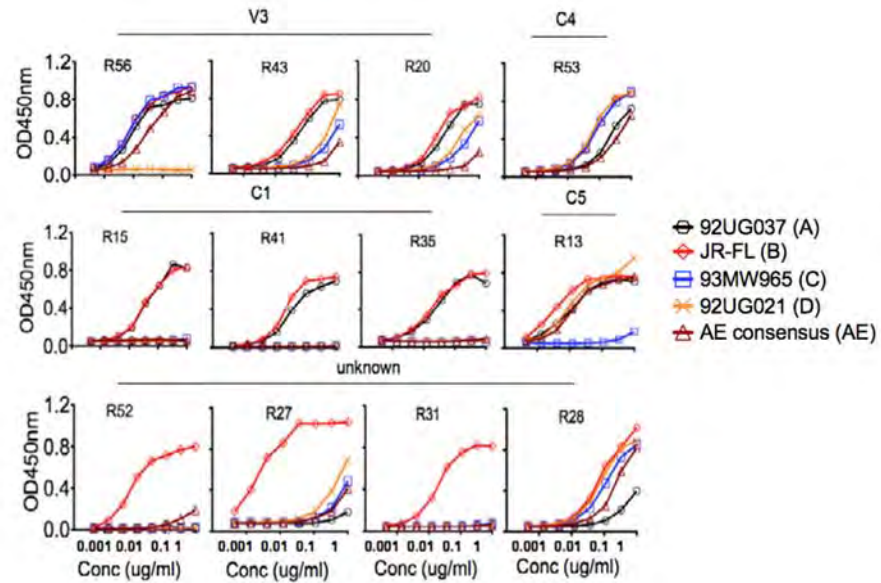 V3 C4
R56 R43 R20 R53
1.2
0.8
0.4
0.0
OD450nm
C1 C5
R15 R41 R35 R13
1.2
0.8
0.4
0.0
OD450nm
92UG037 (A)
JR-FL (B)
93MW965 (C)
92UG021 (D)
AE consensus (AE)
unknown
R52 R27 R31 R28
1.2
0.8
0.4
0.0
OD450nm
0.001 0.01 0.1 1 0.001 0.01 0.1 1 0.001 0.01 0.1 1 0.001 0.01 0.1 1
Conc (ug/ml) Conc (ug/ml) Conc (ug/ml) Conc (ug/ml)